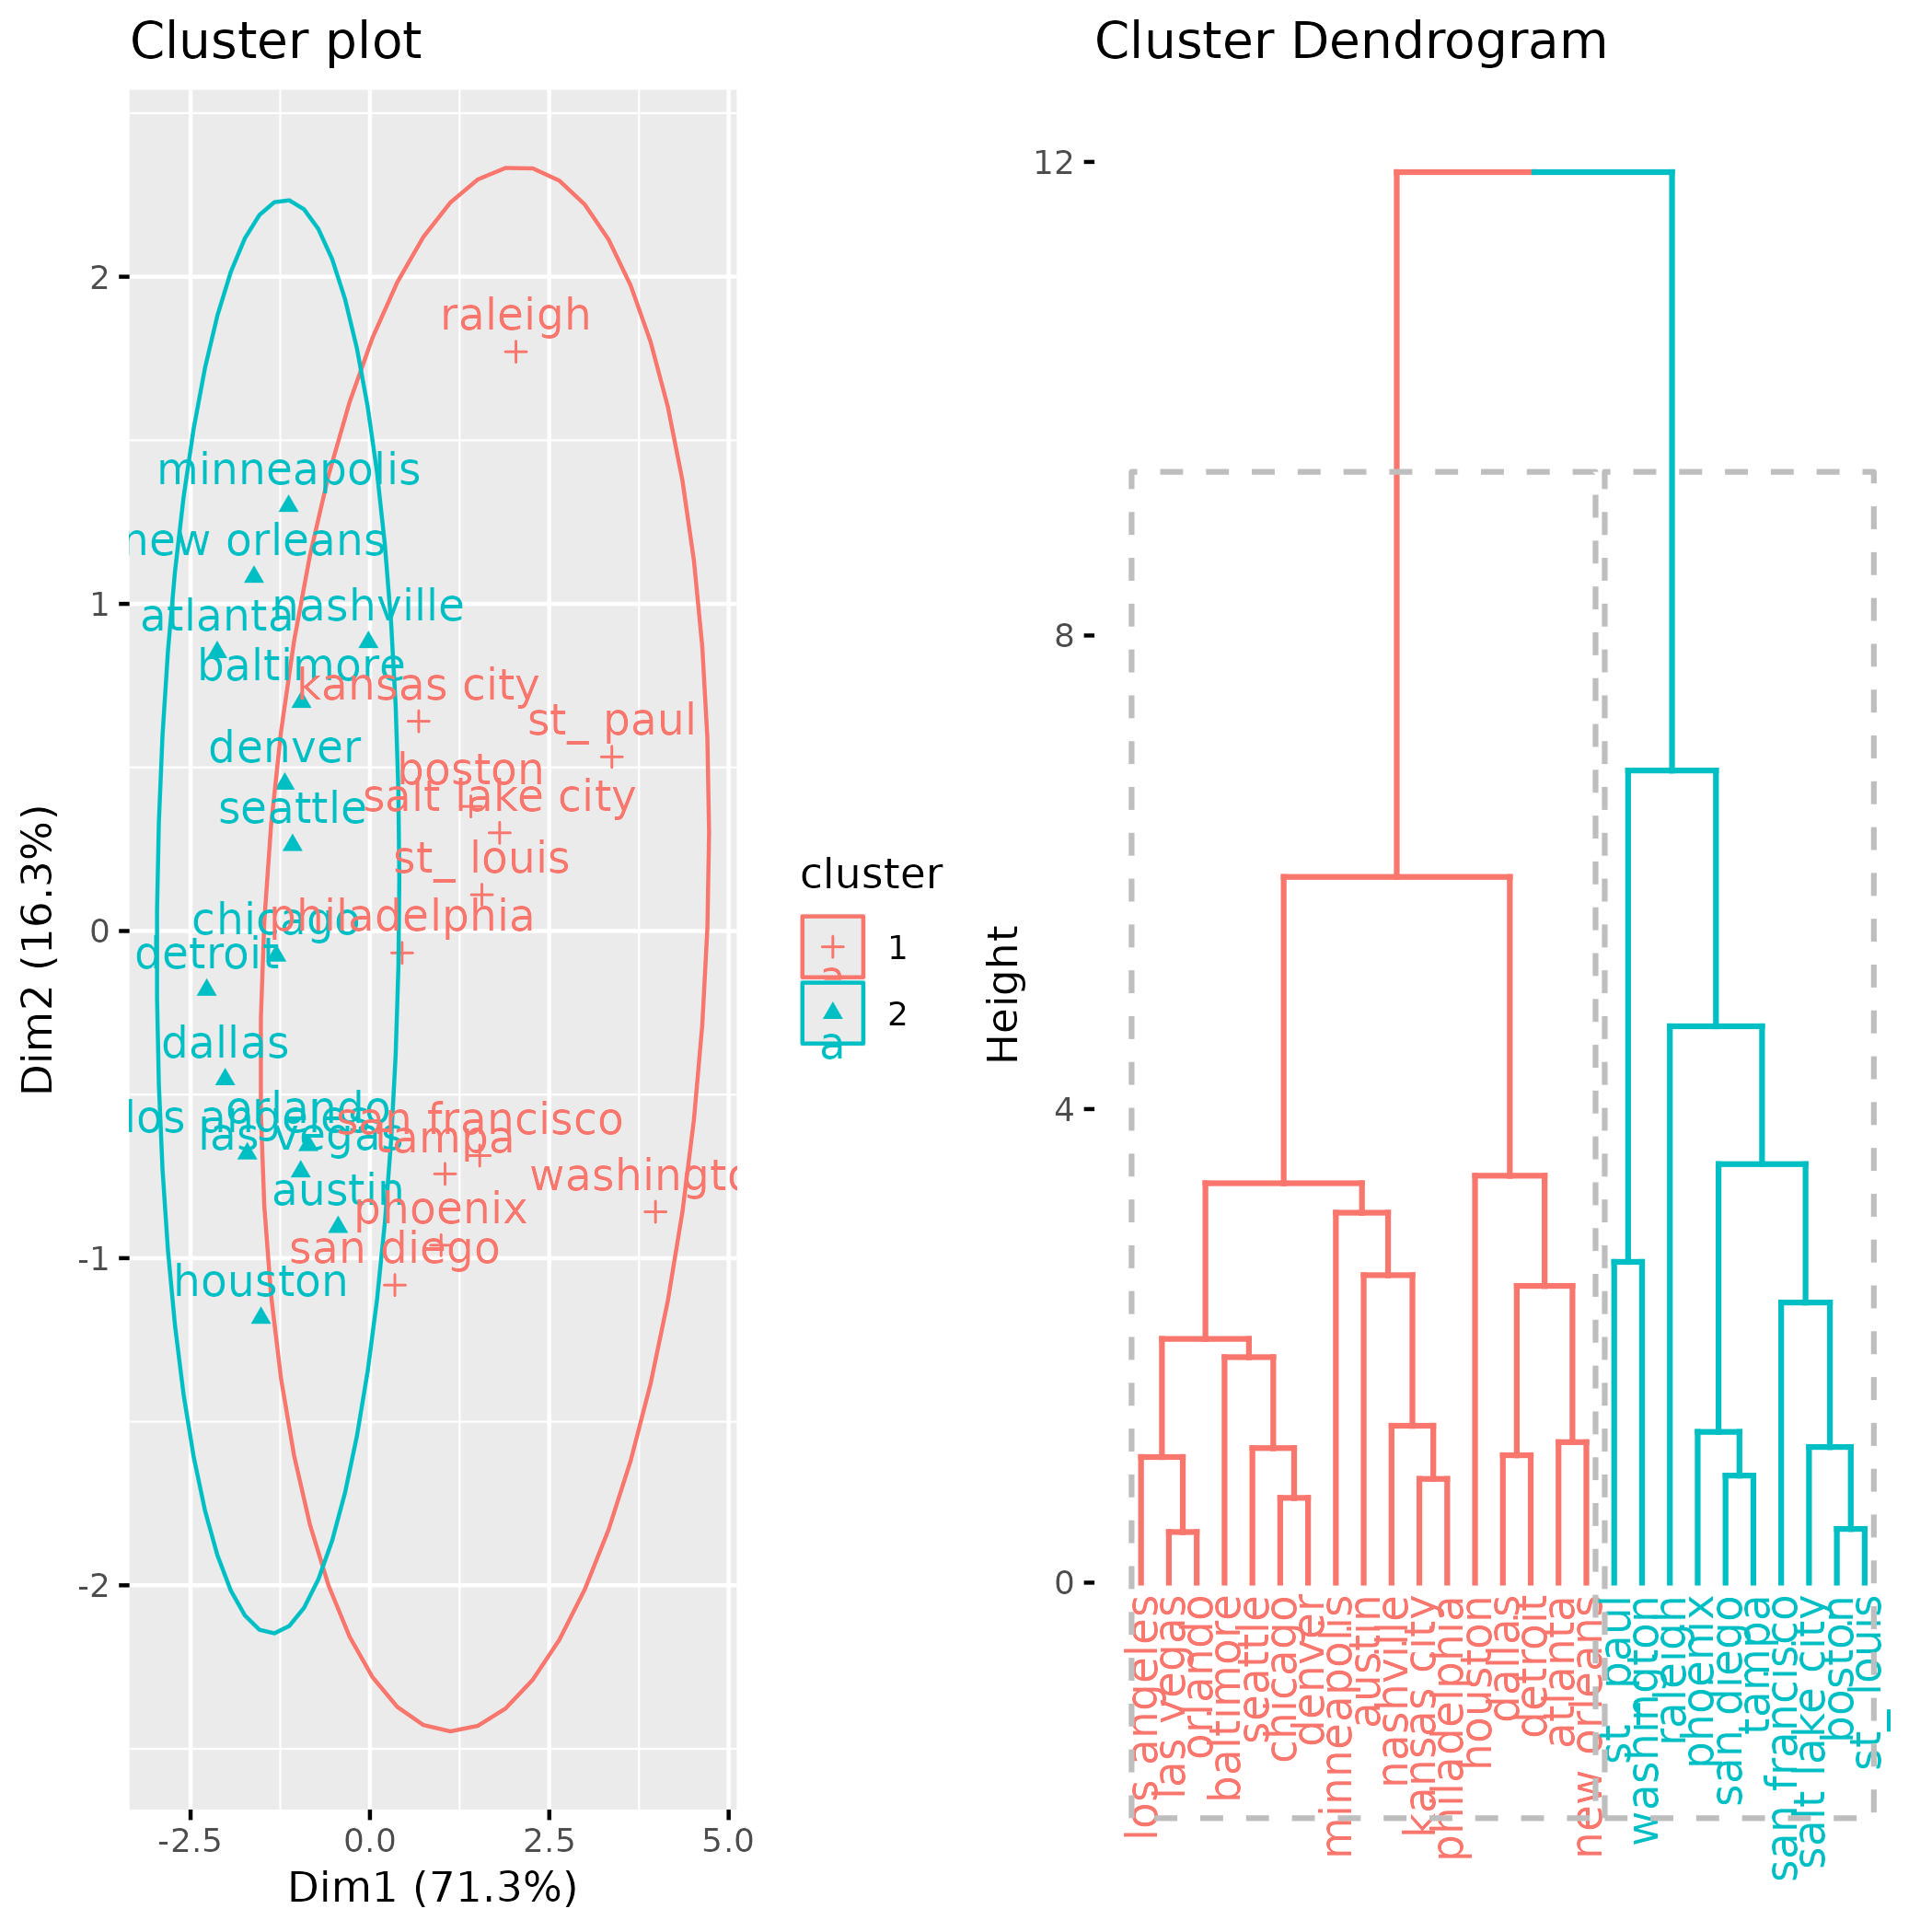 Cluster plot
raleigh
minneapolis
new orleans
nashville
atlanta
baltimore
kansas city
st_ paul
denver
boston
salt lake city
seattle
st_ louis
chicago
philadelphia
detroit
dallas
orlando
los angeles
san francisco
las vegas
tampa
washingto
austin
phoenix
san diego
houston
2
1
0
-1
-2
-2.5
0.0
2.5
5.0
Dim1 (71.3%)
Dim2 (16.3%)
cluster
a
1
a
2
Cluster Dendrogram
12
8
4
0
Height
los angeles
las vegas
orlando
baltimore
seattle
chicago
denver
minneapolis
austin
nashville
kansas city
philadelphia
houston
dallas
detroit
atlanta
new orleans
st_ paul
washington
raleigh
phoenix
san diego
tampa
san francisco
salt lake city
boston
st_ louis